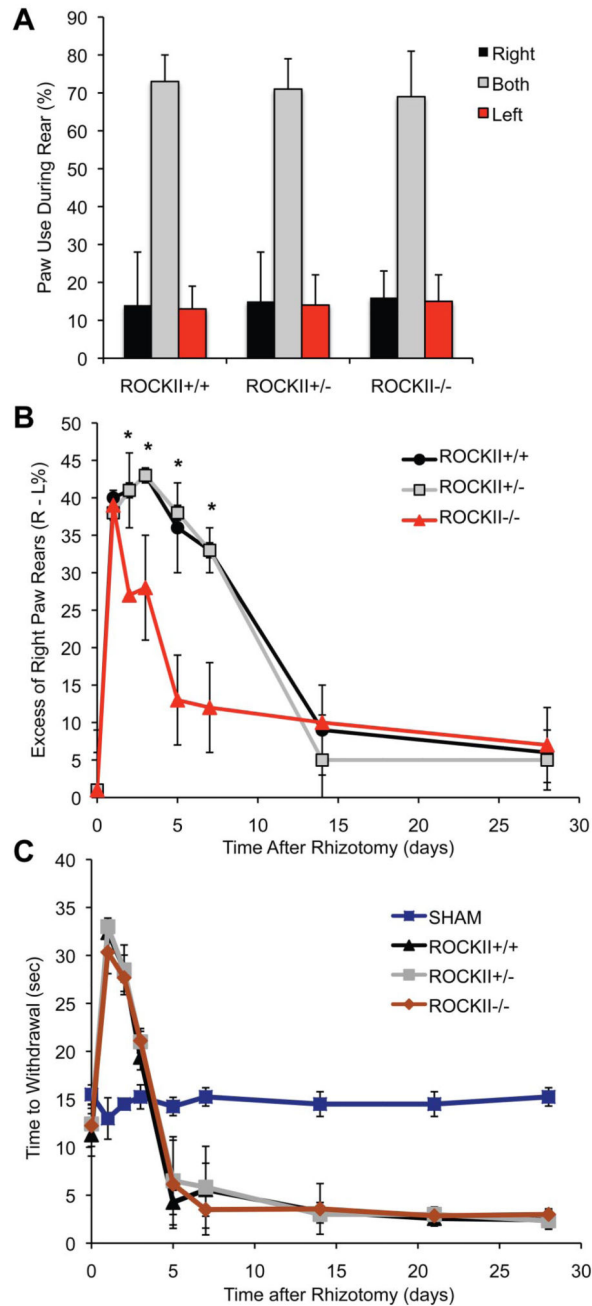 A
Paw Use During Rear (%)
90
80
70
60
50
40
30
20
10
0
Right
Both
Left
ROCKII+/+ ROCKII+/- ROCKII-/-
B
Excess of Right Paw Rears (R - L%)
50
45
40
35
30
25
20
15
10
5
0
* * * *
ROCKII+/+
ROCKII+/-
ROCKII-/-
0 5 10 15 20 25 30
Time After Rhizotomy (days)
C
Time to Withdrawal (sec)
40
35
30
25
20
15
10
5
0
SHAM
ROCKII+/+
ROCKII+/-
ROCKII-/-
0 5 10 15 20 25 30
Time after Rhizotomy (days)